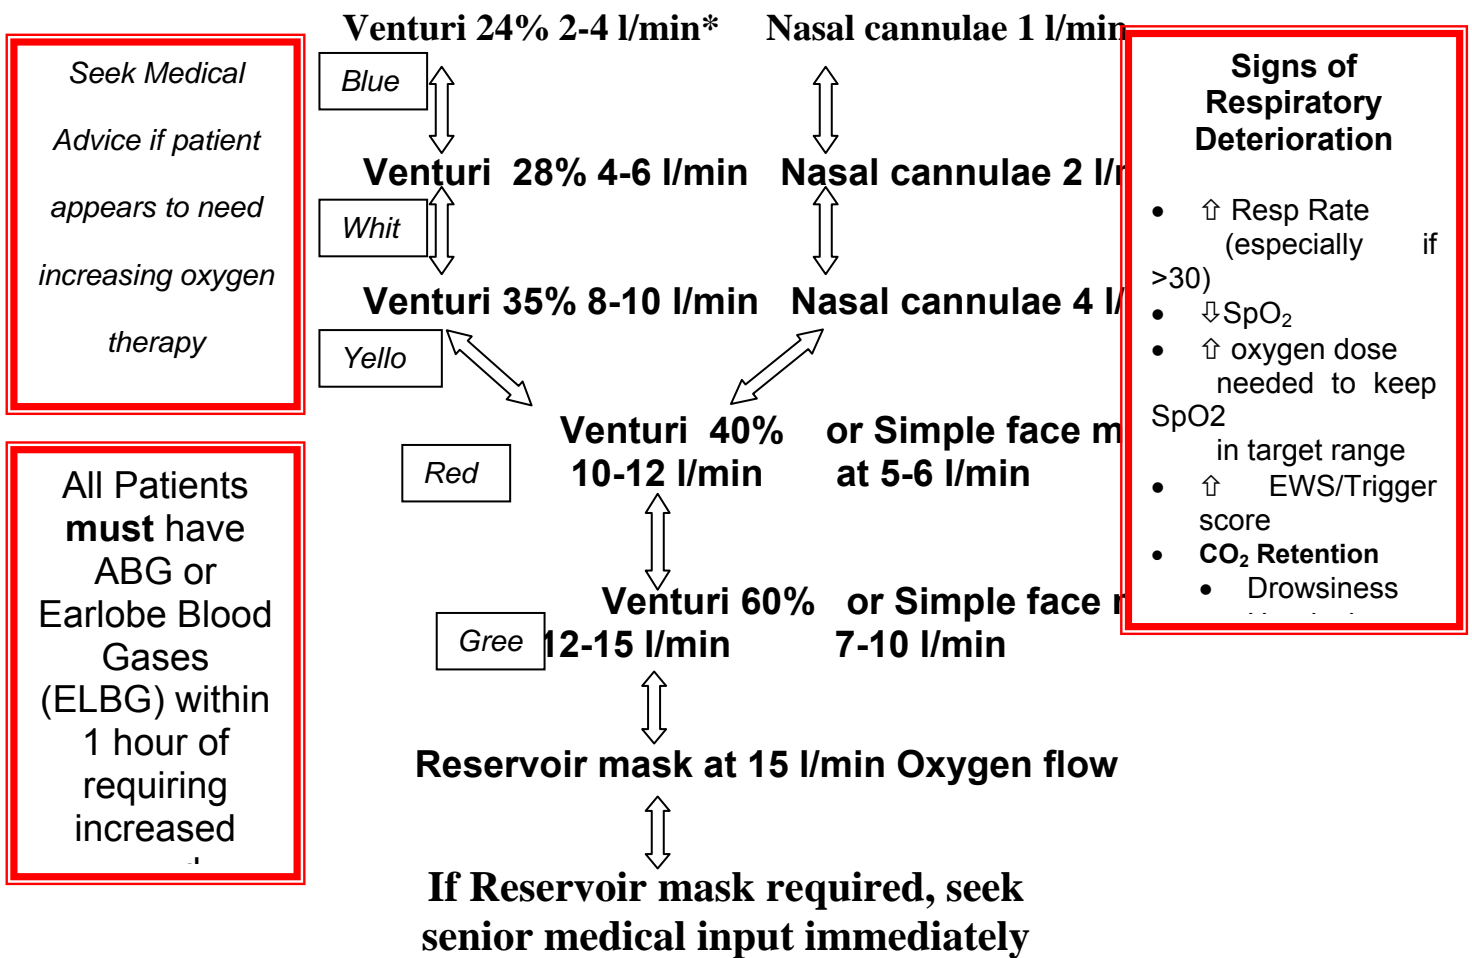 Venturi 24% 2-4 l/min* Nasal cannulae 1 l/min
Seek Medical
Advice if patient
appears to need
increasing oxygen
therapy
Blue
Venturi 28% 4-6 l/min Nasal cannulae 2 l/
Whit
Venturi 35% 8-10 l/min Nasal cannulae 4 l/
Yello
Venturi 40% or Simple face
10-12 l/min at 5-6 l/min
Red
Venturi 60% or Simple face
12-15 l/min 7-10 l/min
Gree
Reservoir mask at 15 l/min Oxygen flow
If Reservoir mask required, seek
senior medical input immediately
All Patients
must have
ABG or
Earlobe Blood
Gases
(ELBG) within
1 hour of
requiring
increased
Signs of
Respiratory
Deterioration
• ⇧ Resp Rate
(especially if
>30)
• ⇩SpO₂
• ⇧ oxygen dose
needed to keep
SpO2
in target range
• ⇧ EWS/Trigger
score
• CO₂ Retention
• Drowsiness